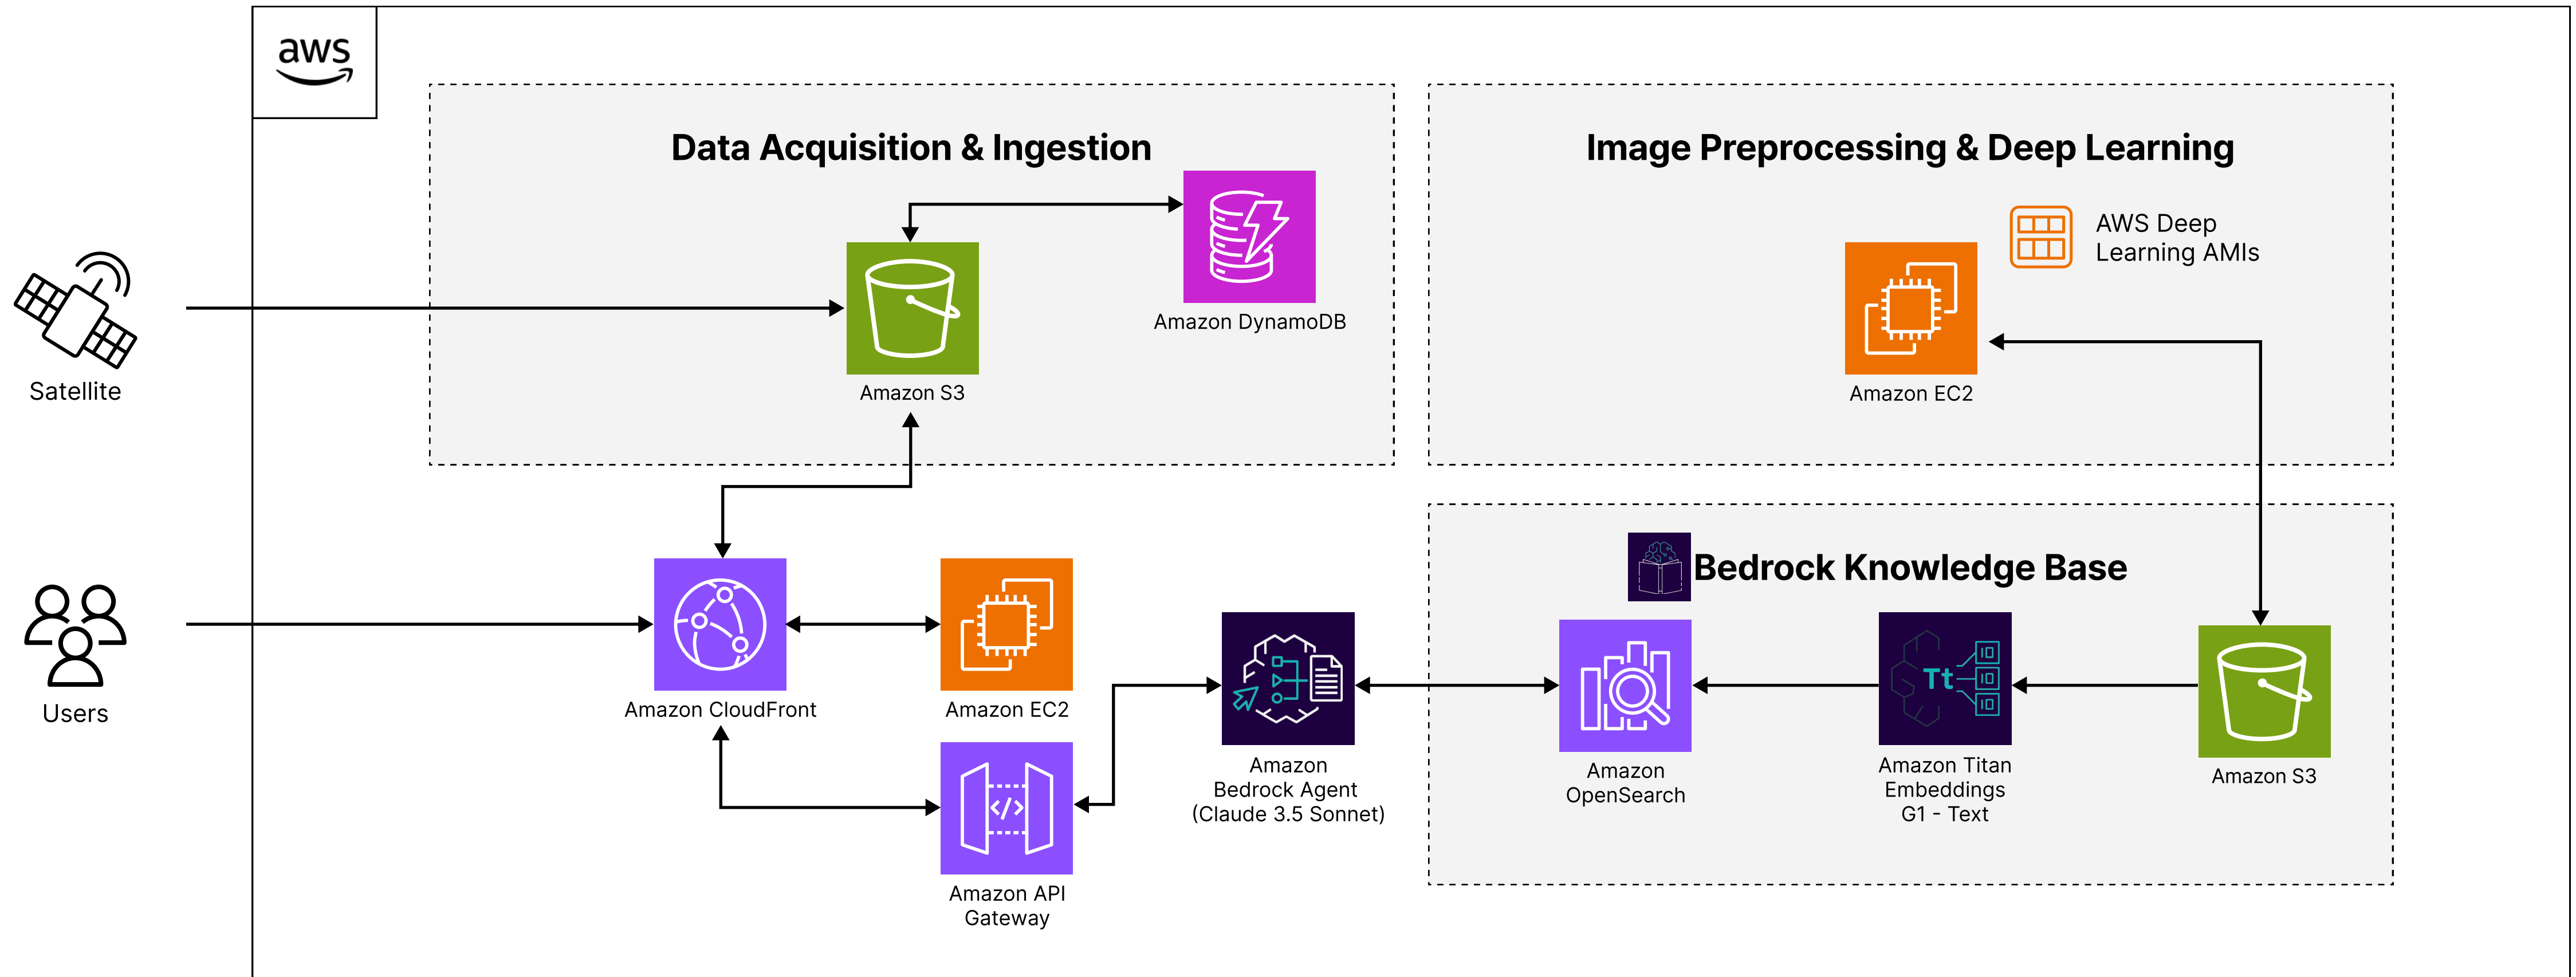 aws
Data Acquisition & Ingestion
Image Preprocessing & Deep Learning
AWS Deep
Learning AMIs
Amazon DynamoDB
Satellite
Amazon S3
Amazon EC2
Bedrock Knowledge Base
Users
Amazon CloudFront
Amazon EC2
Tt
Amazon
Bedrock Agent
(Claude 3.5 Sonnet)
Amazon
OpenSearch
Amazon Titan
Embeddings
G1 - Text
Amazon S3
</>
Amazon API
Gateway